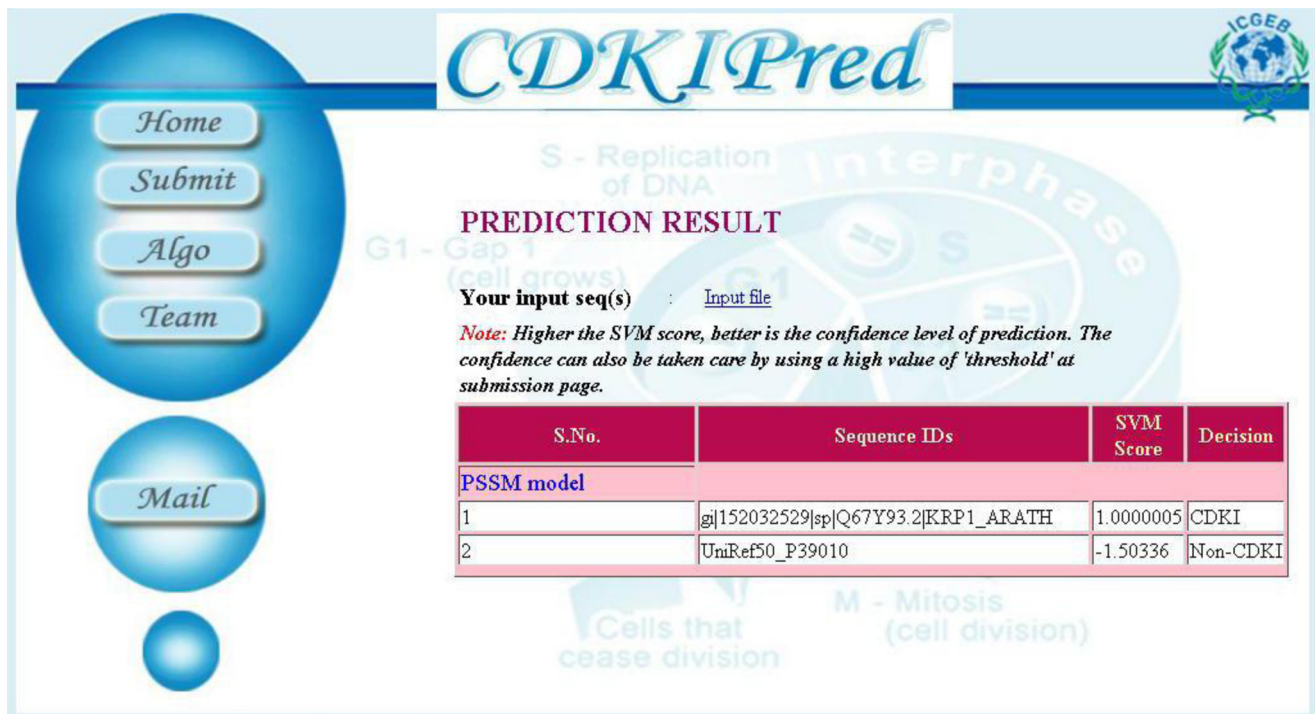 CDKIPred
ICGEB
Home
Submit
Algo
Team
Mail
S - Replication
of DNA
Interphase
G1 - Gap 1
(cell grows)
G1
S
PREDICTION RESULT
Your input seq(s) : Input file
Note: Higher the SVM score, better is the confidence level of prediction. The
confidence can also be taken care by using a high value of 'threshold' at
submission page.
S.No. Sequence IDs SVM Score Decision
PSSM model
1 gi|152032529|sp|Q67Y93.2|KRP1_ARATH 1.0000005 CDKI
2 UniRef50_P39010 -1.50336 Non-CDKI
M - Mitosis
(cell division)
Cells that
cease division